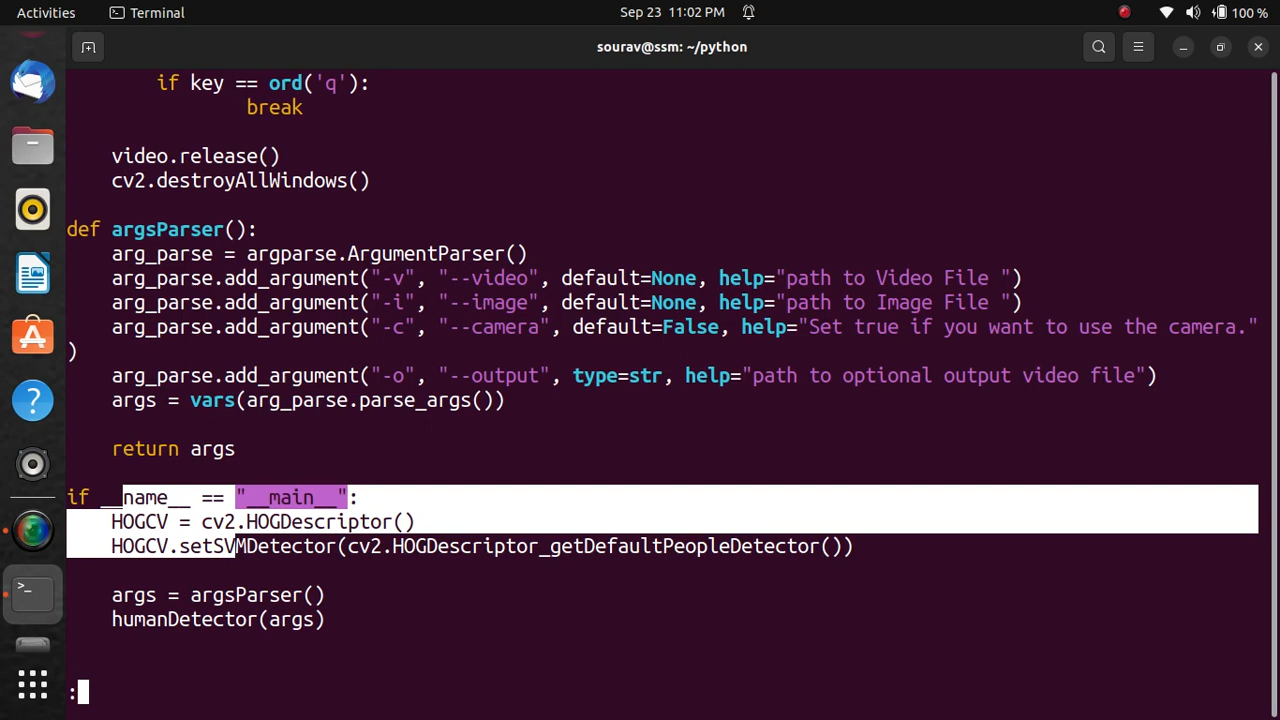 Activities Terminal Sep 23 11:02 PM 100 %
sourav@ssm: ~/python
if key == ord('q'):
break
video.release()
cv2.destroyAllWindows()
def argsParser():
arg_parse = argparse.ArgumentParser()
arg_parse.add_argument("-v", "--video", default=None, help="path to Video File ")
arg_parse.add_argument("-i", "--image", default=None, help="path to Image File ")
arg_parse.add_argument("-c", "--camera", default=False, help="Set true if you want to use the camera."
)
arg_parse.add_argument("-o", "--output", type=str, help="path to optional output video file")
args = vars(arg_parse.parse_args())
return args
if __name__ == "__main__":
HOGCV = cv2.HOGDescriptor()
HOGCV.setSVMDetector(cv2.HOGDescriptor_getDefaultPeopleDetector())
args = argsParser()
humanDetector(args)
: